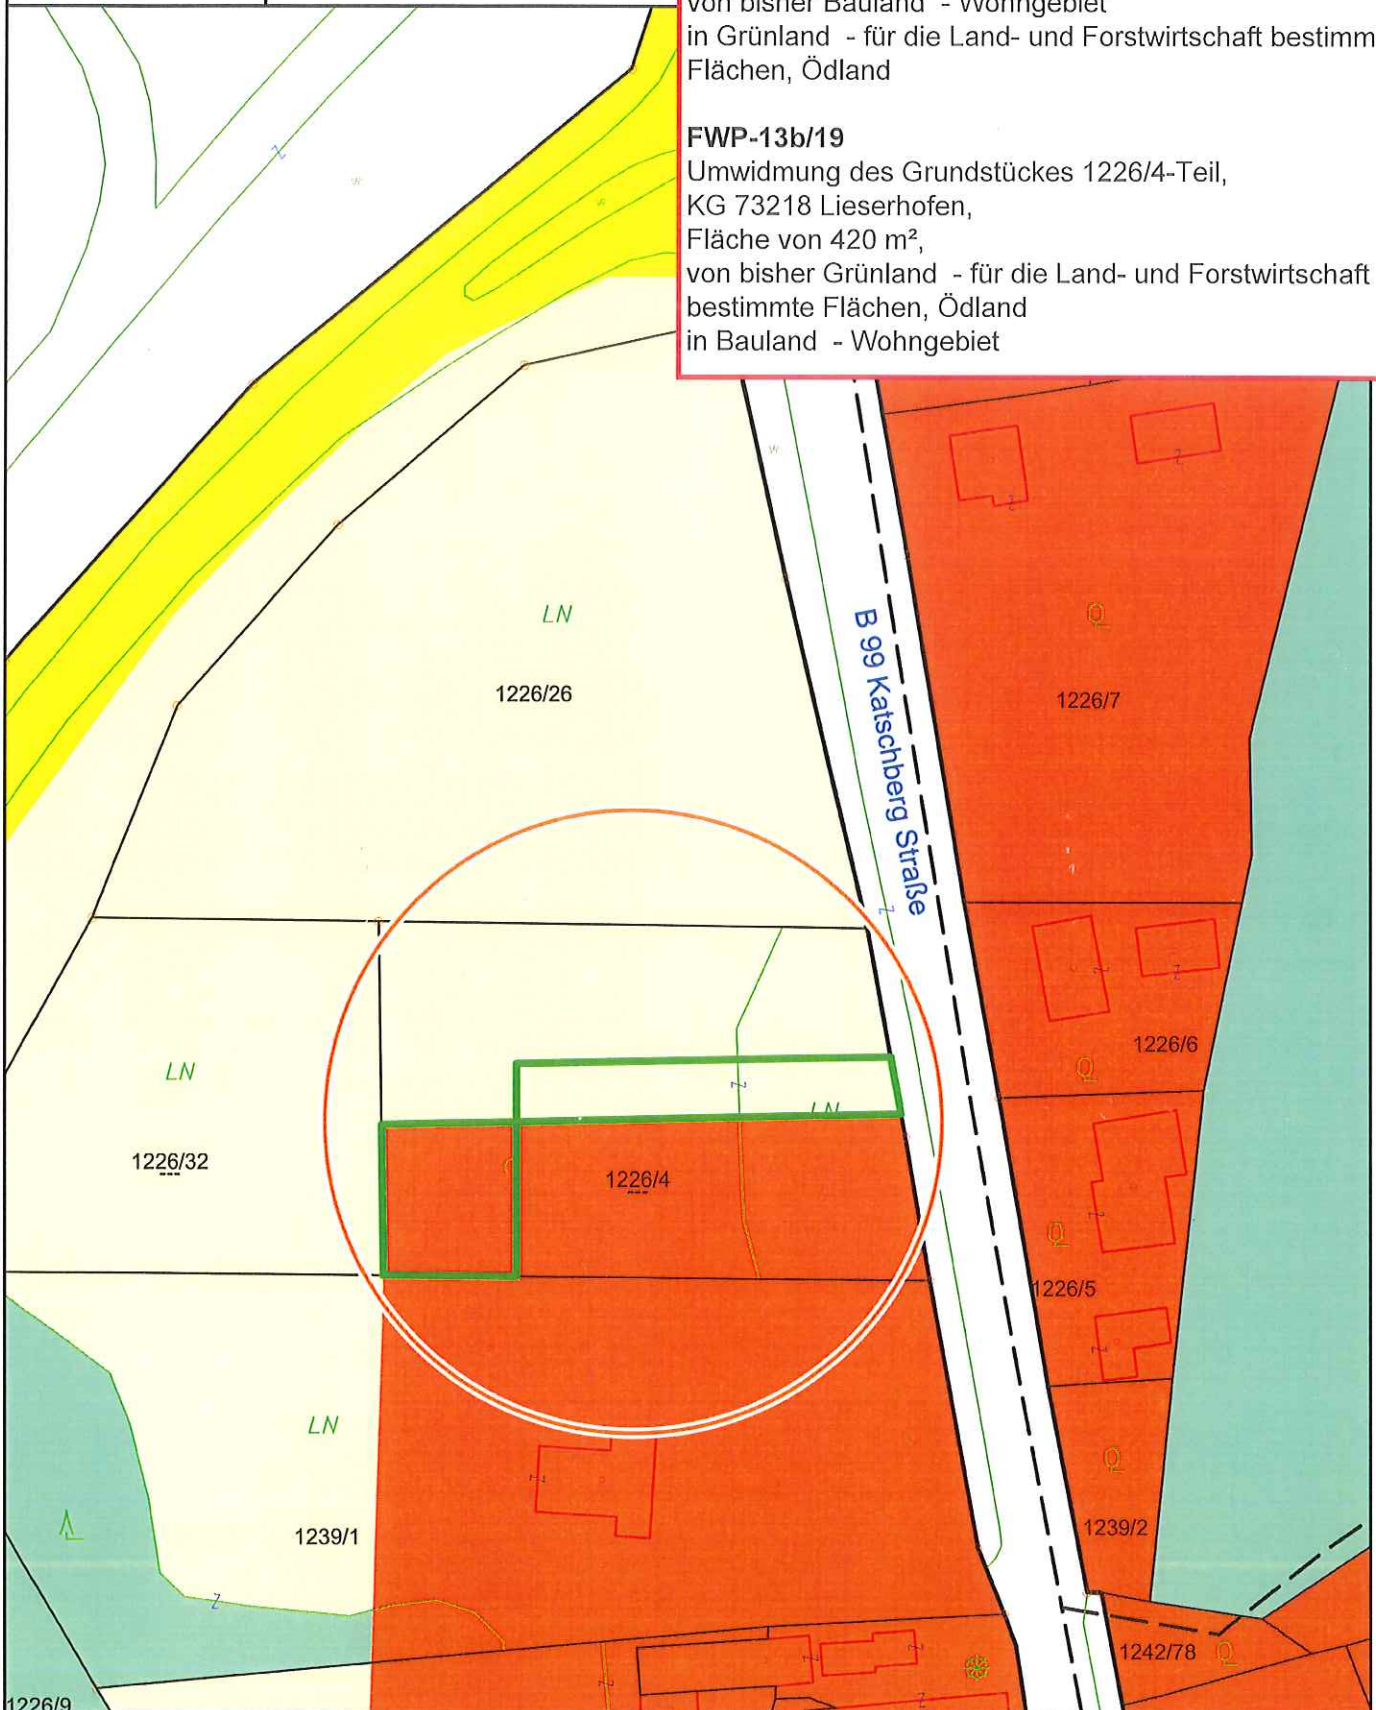 von bisher Bauland - Wohngebiet
in Grünland - für die Land- und Forstwirtschaft bestimm
Flächen, Ödland
FWP-13b/19
Umwidmung des Grundstückes 1226/4-Teil,
KG 73218 Lieserhofen,
Fläche von 420 m²,
von bisher Grünland - für die Land- und Forstwirtschaft
bestimmte Flächen, Ödland
in Bauland - Wohngebiet
LN
1226/26
B 99 Katschberg Straße
1226/7
1226/6
LN
LN
1226/32
1226/4
1226/5
LN
1239/1
1239/2
1242/78
1226/9